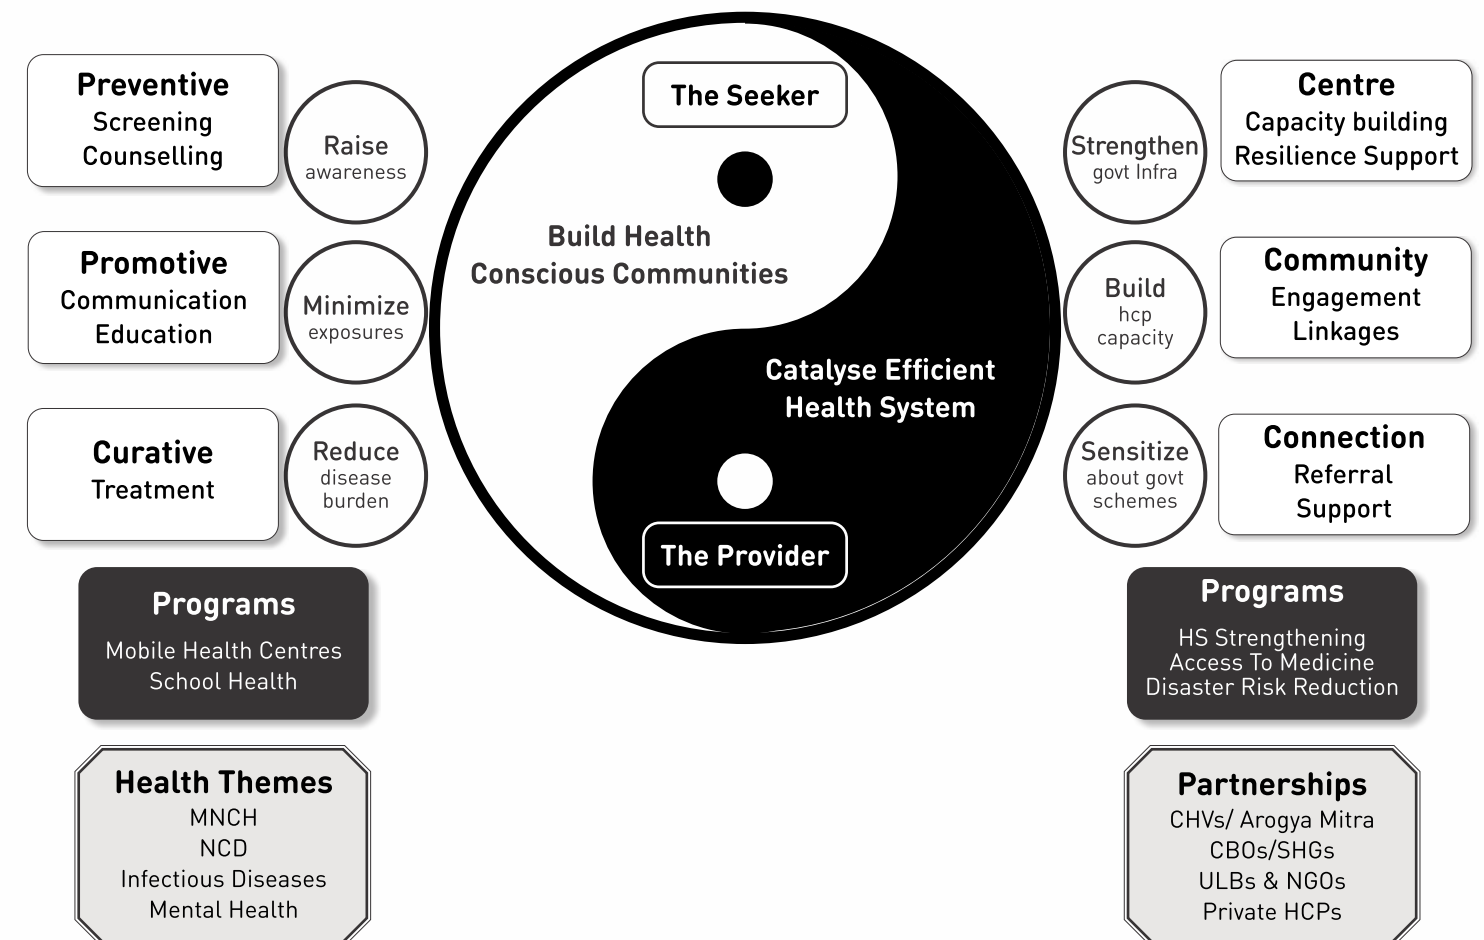 Preventive
Screening
Counselling
Raise
awareness
Promotive
Communication
Education
Minimize
exposures
Curative
Treatment
Reduce
disease
burden
Programs
Mobile Health Centres
School Health
Health Themes
MNCH
NCD
Infectious Diseases
Mental Health
The Seeker
Build Health
Conscious Communities
Catalyse Efficient
Health System
The Provider
Strengthen
govt Infra
Centre
Capacity building
Resilience Support
Build
hcp
capacity
Community
Engagement
Linkages
Sensitize
about govt
schemes
Connection
Referral
Support
Programs
HS Strengthening
Access To Medicine
Disaster Risk Reduction
Partnerships
CHVs/ Arogya Mitra
CBOs/SHGs
ULBs & NGOs
Private HCPs